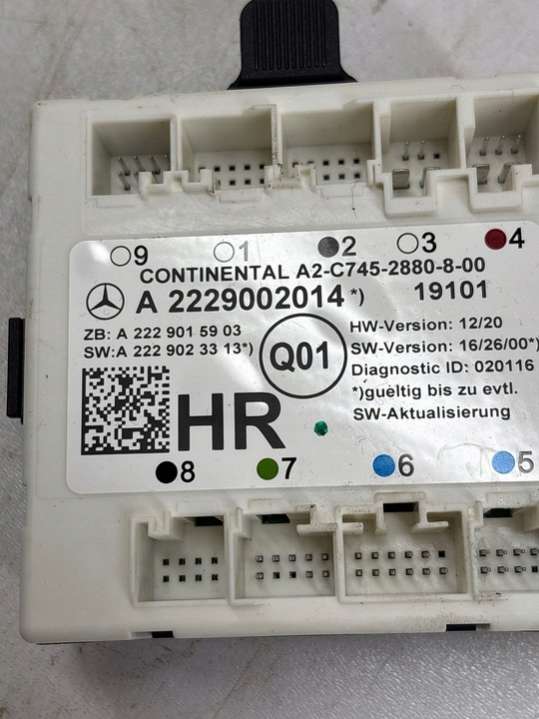 9 1 2 3 4
CONTINENTAL A2-C745-2880-8-00
A 2229002014 *) 19101
ZB: A 222 901 59 03
SW:A 222 902 33 13*)
Q01
HW-Version: 12/20
SW-Version: 16/26/00*)
Diagnostic ID: 020116
*)gueltig bis zu evtl.
SW-Aktualisierung
HR
8 7 6 5